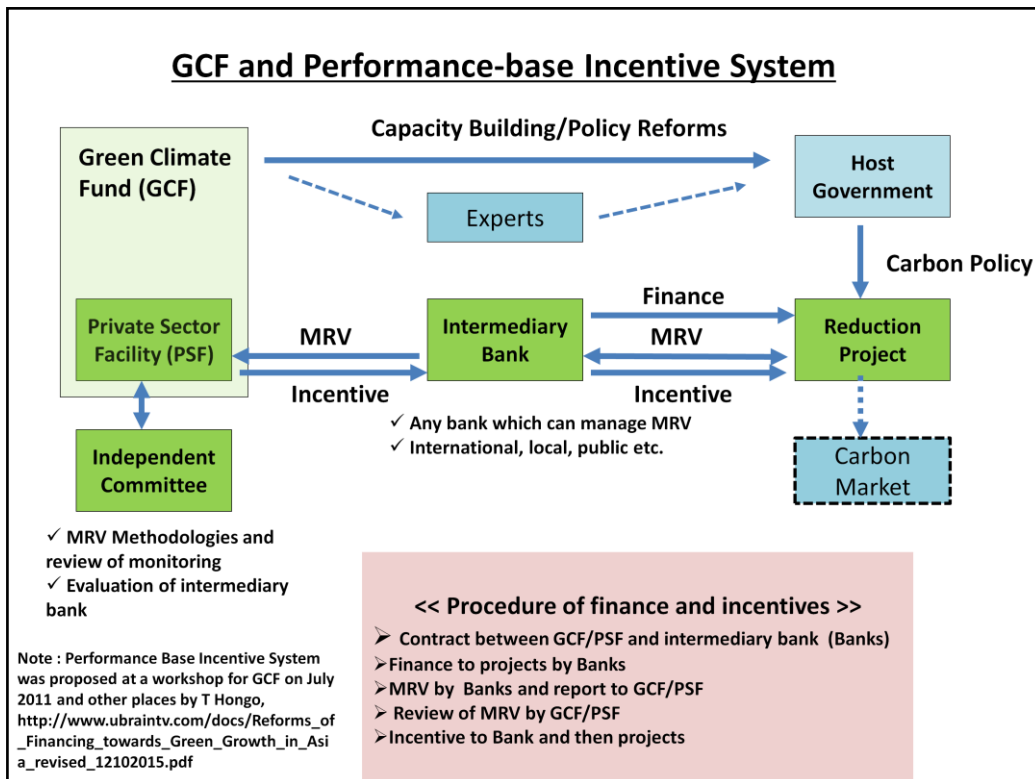 GCF and Performance-base Incentive System
Capacity Building/Policy Reforms
Green Climate
Fund (GCF)
Host
Government
Experts
Carbon Policy
Finance
Private Sector
Facility (PSF)
MRV
Intermediary
Bank
MRV
Reduction
Project
Incentive
Incentive
✓ Any bank which can manage MRV
✓ International, local, public etc.
Independent
Committee
Carbon
Market
✓ MRV Methodologies and
review of monitoring
✓ Evaluation of intermediary
bank
<< Procedure of finance and incentives >>
➢ Contract between GCF/PSF and intermediary bank (Banks)
➢Finance to projects by Banks
➢MRV by Banks and report to GCF/PSF
➢ Review of MRV by GCF/PSF
➢Incentive to Bank and then projects
Note : Performance Base Incentive System
was proposed at a workshop for GCF on July
2011 and other places by T Hongo,
http://www.ubraintv.com/docs/Reforms_of
_Financing_towards_Green_Growth_in_Asi
a_revised_12102015.pdf